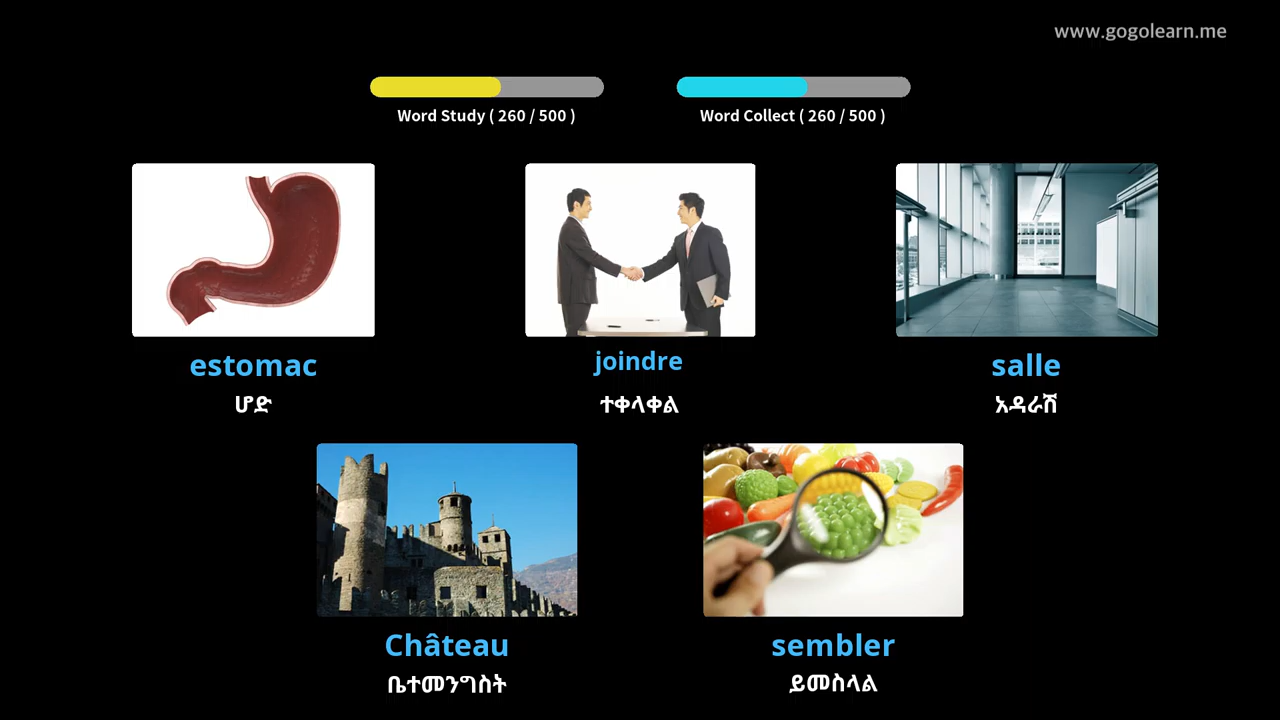 www.gogolearn.me
Word Study ( 260 / 500 )
Word Collect ( 260 / 500 )
estomac
ሆድ
joindre
ተቀላቀል
salle
አዳራሽ
Château
ቤተመንግስት
sembler
ይመስላል